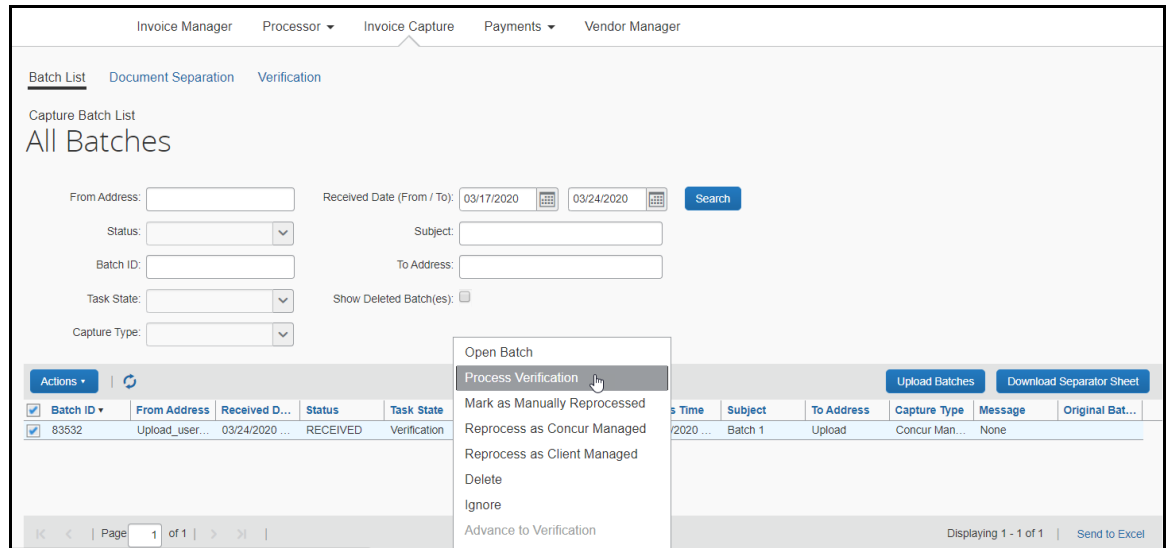 Invoice Manager Processor Invoice Capture Payments Vendor Manager
Batch List Document Separation Verification
Capture Batch List
All Batches
From Address: Received Date (From / To): 03/17/2020 03/24/2020 Search
Status: Subject:
Batch ID: To Address:
Task State: Show Deleted Batch(es):
Capture Type:
Open Batch
Process Verification
Mark as Manually Reprocessed
Reprocess as Concur Managed
Reprocess as Client Managed
Delete
Ignore
Advance to Verification
Actions Upload Batches Download Separator Sheet
Batch ID From Address Received D... Status Task State s Time Subject To Address Capture Type Message Original Bat...
83532 Upload_user... 03/24/2020 ... RECEIVED Verification /2020 ... Batch 1 Upload Concur Man... None
Page 1 of 1 Displaying 1 - 1 of 1 Send to Excel